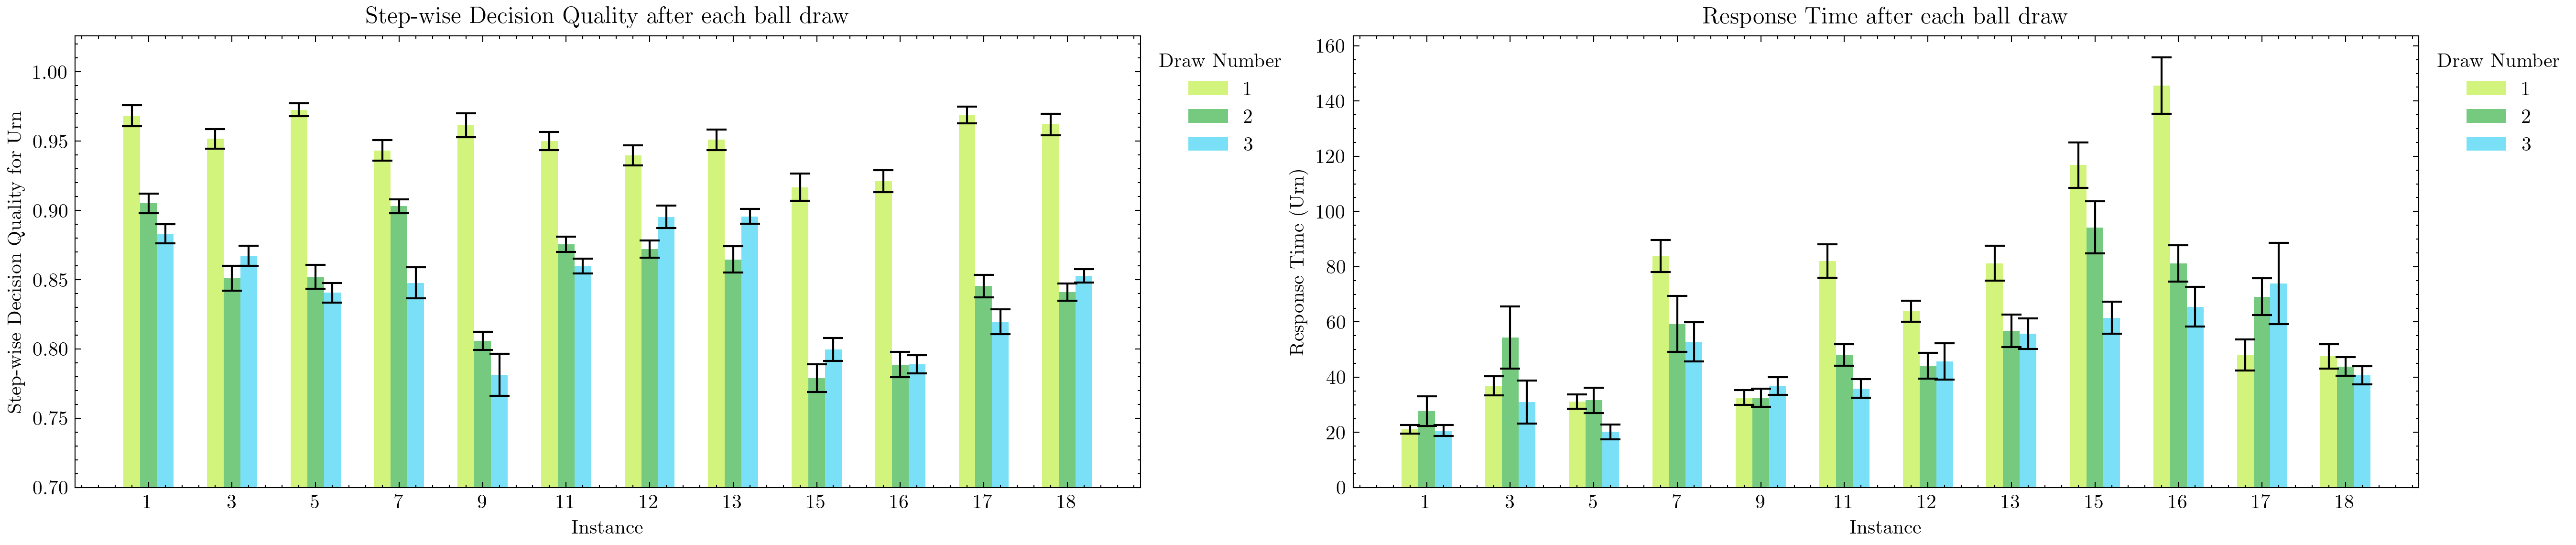 Step-wise Decision Quality after each ball draw
Step-wise Decision Quality for Urn
1.00
0.95
0.90
0.85
0.80
0.75
0.70
1 3 5 7 9 11 12 13 15 16 17 18
Instance
Draw Number
1
2
3
Response Time after each ball draw
Response Time (Urn)
160
140
120
100
80
60
40
20
0
1 3 5 7 9 11 12 13 15 16 17 18
Instance
Draw Number
1
2
3